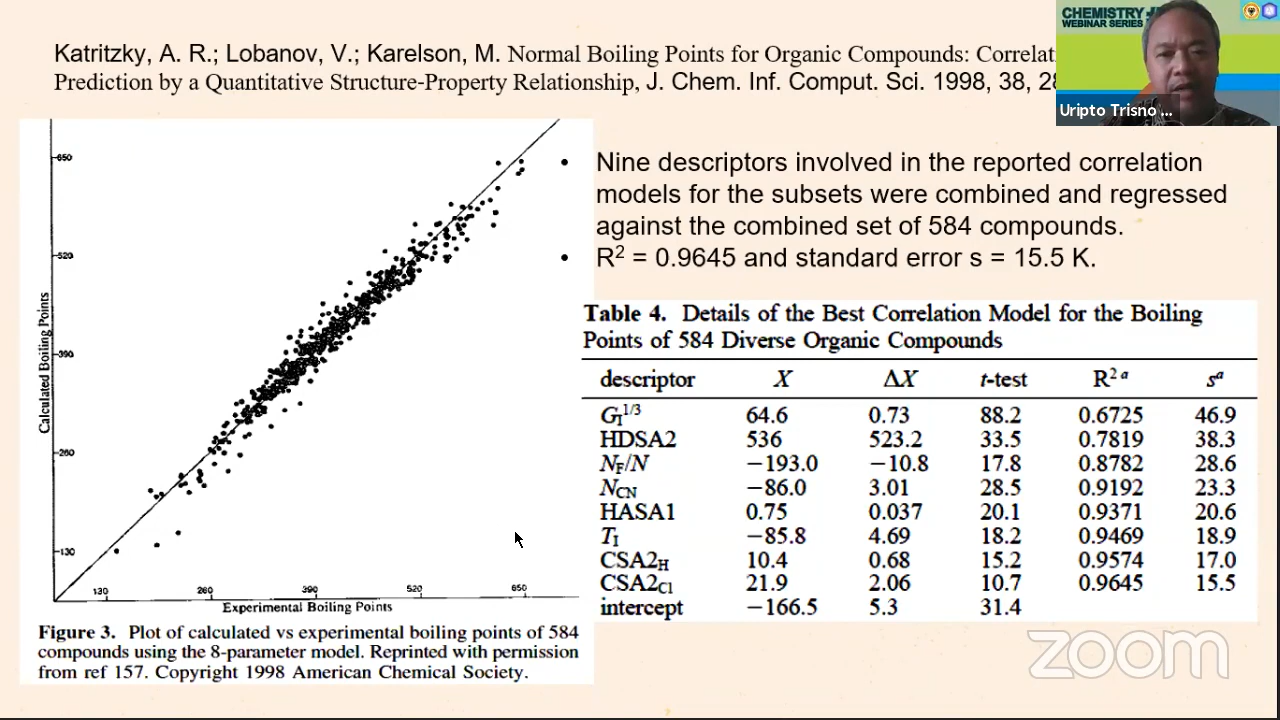 Katritzky, A. R.; Lobanov, V.; Karelson, M. Normal Boiling Points for Organic Compounds:
Prediction by a Quantitative Structure-Property Relationship, J. Chem. Inf. Comput. Sci. 1998, 38,
CHEMISTRY
WEBINAR SERIES
Uripto Trisno ...
650
520
390
260
130
Calculated Boiling Points
130 260 390 520 650
Experimental Boiling Points
Figure 3. Plot of calculated vs experimental boiling points of 584
compounds using the 8-parameter model. Reprinted with permission
from ref 157. Copyright 1998 American Chemical Society.
Nine descriptors involved in the reported correlation
models for the subsets were combined and regressed
against the combined set of 584 compounds.
R² = 0.9645 and standard error s = 15.5 K.
Table 4. Details of the Best Correlation Model for the Boiling
Points of 584 Diverse Organic Compounds
descriptor X ΔX t-test R² ᵃ sᵃ
G_I^1/3 64.6 0.73 88.2 0.6725 46.9
HDSA2 536 523.2 33.5 0.7819 38.3
N_F/N −193.0 −10.8 17.8 0.8782 28.6
N_CN −86.0 3.01 28.5 0.9192 23.3
HASA1 0.75 0.037 20.1 0.9371 20.6
T_I −85.8 4.69 18.2 0.9469 18.9
CSA2_H 10.4 0.68 15.2 0.9574 17.0
CSA2_Cl 21.9 2.06 10.7 0.9645 15.5
intercept −166.5 5.3 31.4
zoom